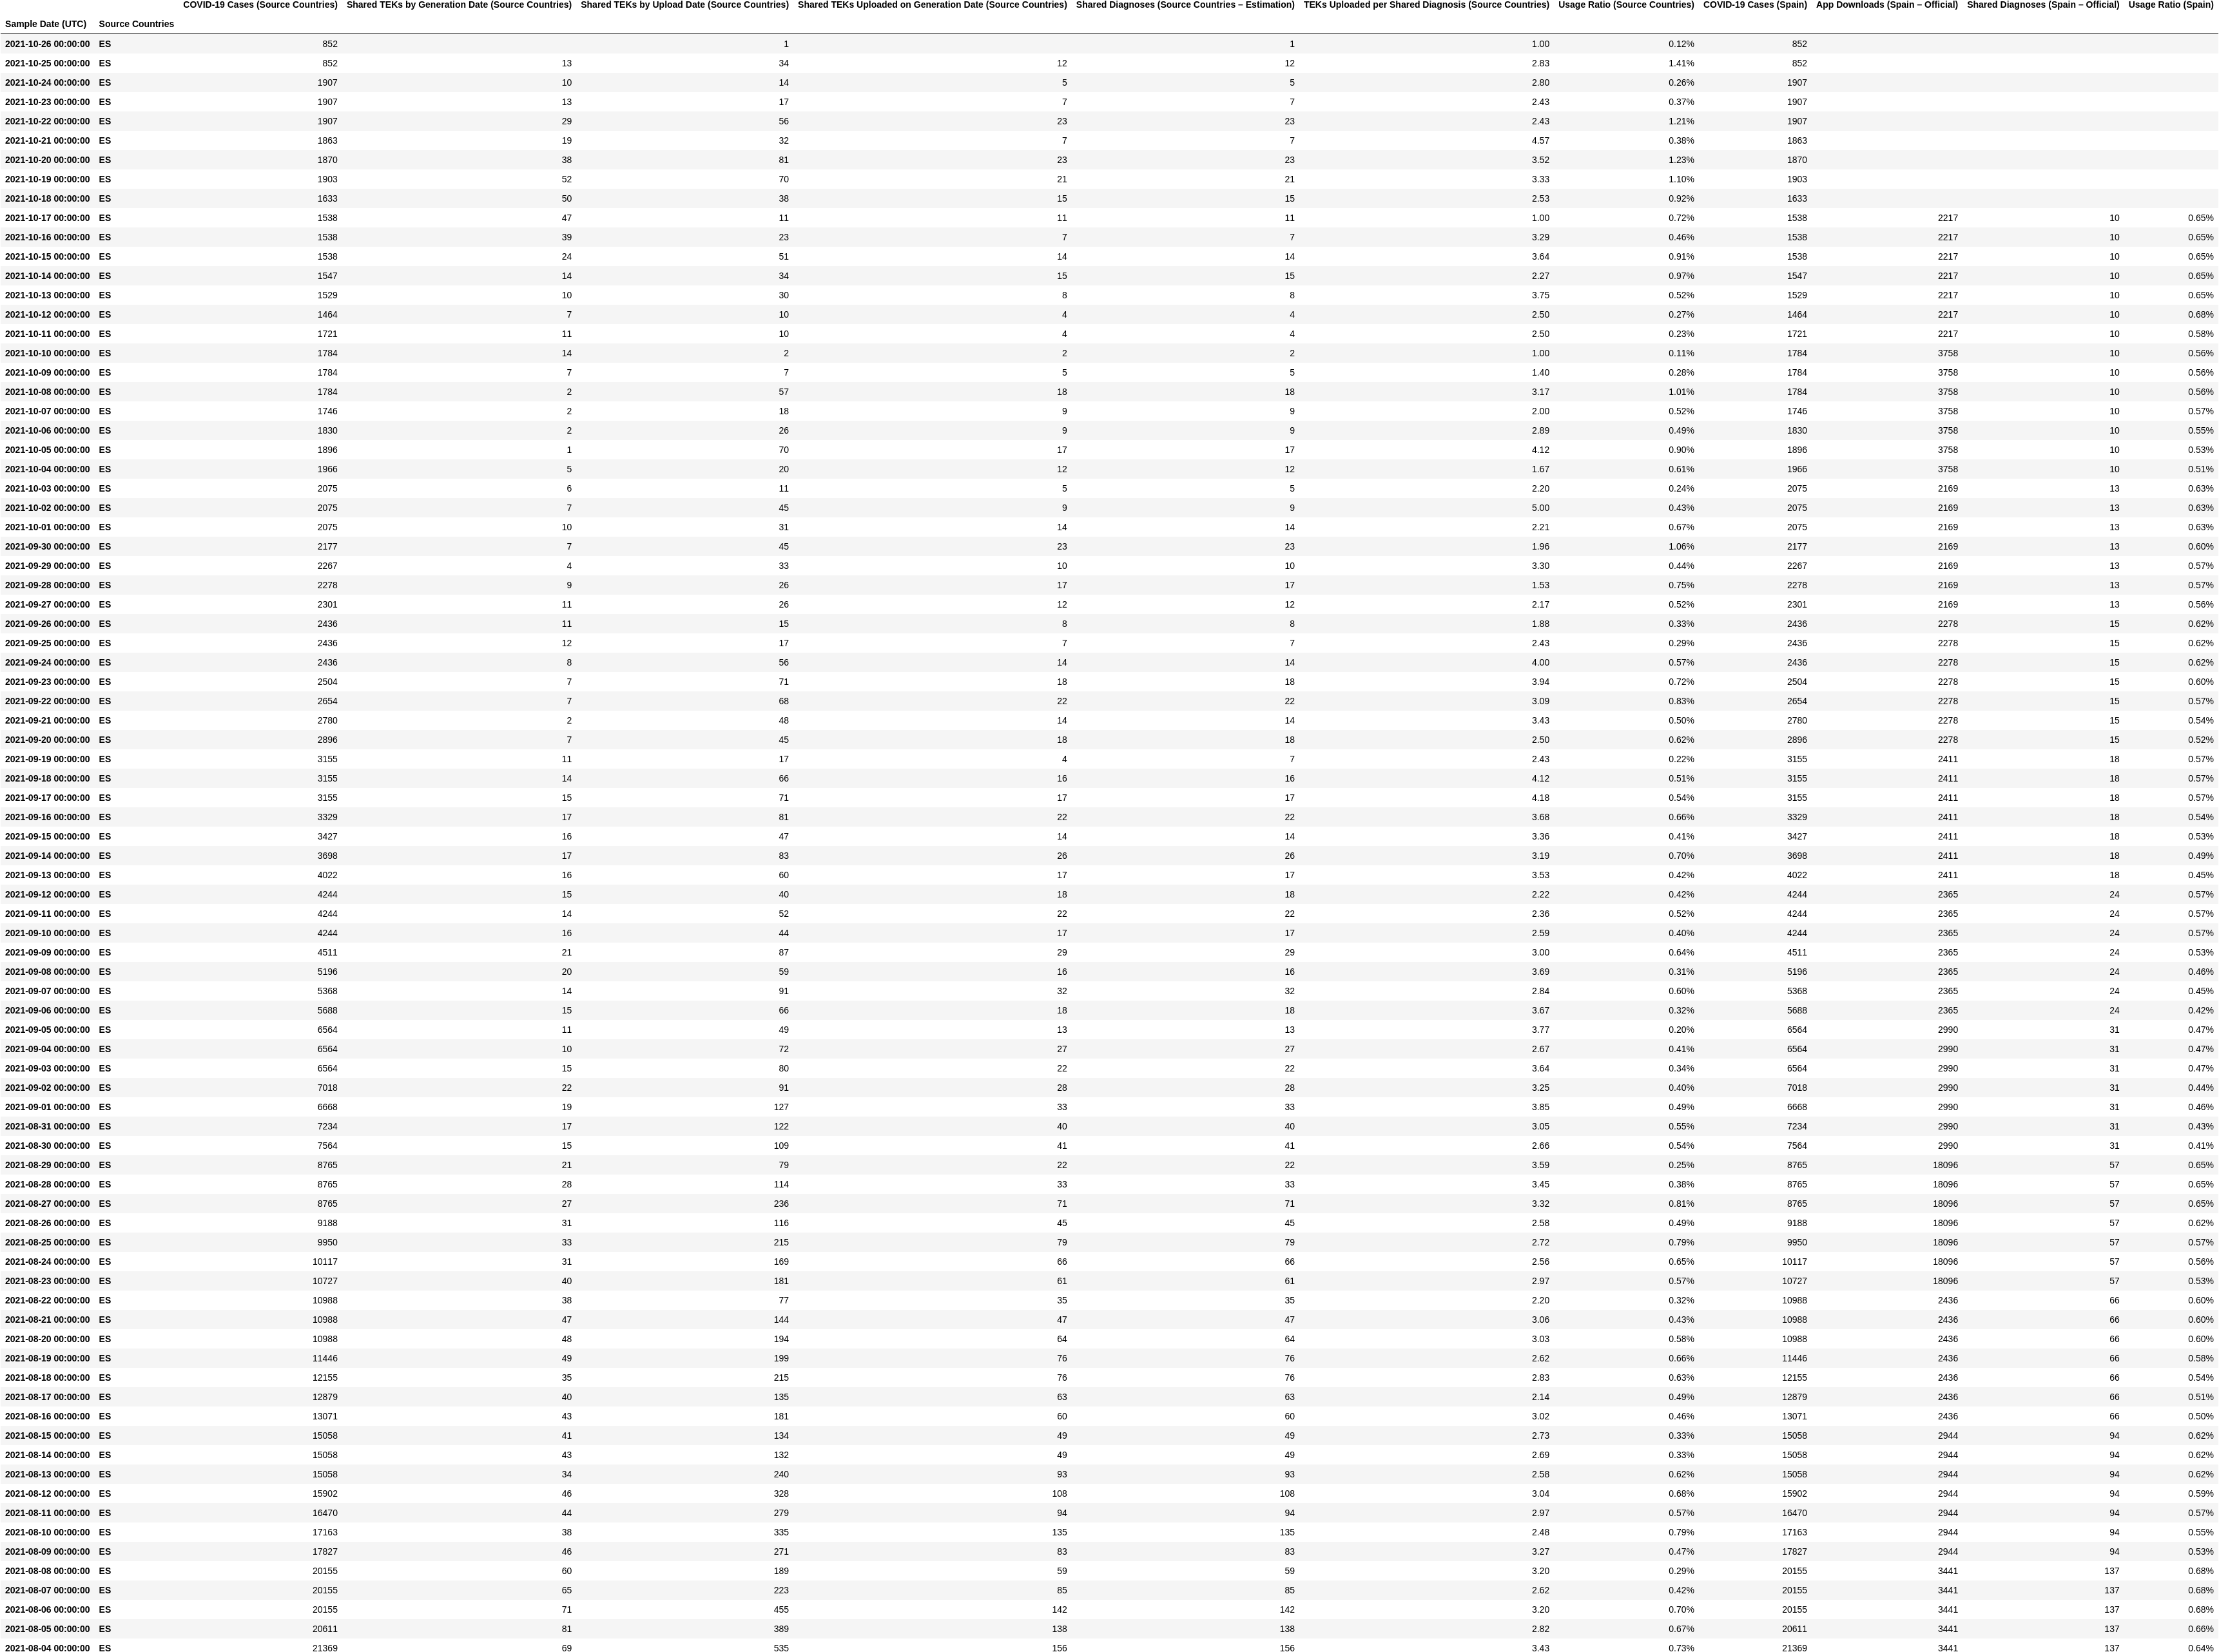 COVID-19 Cases (Source Countries) Shared TEKs by Generation Date (Source Countries) Shared TEKs by Upload Date (Source Countries) Shared TEKs Uploaded on Generation Date (Source Countries) Shared Diagnoses (Source Countries – Estimation) TEKs Uploaded per Shared Diagnosis (Source Countries) Usage Ratio (Source Countries) COVID-19 Cases (Spain) App Downloads (Spain – Official) Shared Diagnoses (Spain – Official) Usage Ratio (Spain)
Sample Date (UTC) Source Countries
2021-10-26 00:00:00 ES 852 1 1 1.00 0.12% 852
2021-10-25 00:00:00 ES 852 13 34 12 12 2.83 1.41% 852
2021-10-24 00:00:00 ES 1907 10 14 5 5 2.80 0.26% 1907
2021-10-23 00:00:00 ES 1907 13 17 7 7 2.43 0.37% 1907
2021-10-22 00:00:00 ES 1907 29 56 23 23 2.43 1.21% 1907
2021-10-21 00:00:00 ES 1863 19 32 7 7 4.57 0.38% 1863
2021-10-20 00:00:00 ES 1870 38 81 23 23 3.52 1.23% 1870
2021-10-19 00:00:00 ES 1903 52 70 21 21 3.33 1.10% 1903
2021-10-18 00:00:00 ES 1633 50 38 15 15 2.53 0.92% 1633
2021-10-17 00:00:00 ES 1538 47 11 11 11 1.00 0.72% 1538 2217 10 0.65%
2021-10-16 00:00:00 ES 1538 39 23 7 7 3.29 0.46% 1538 2217 10 0.65%
2021-10-15 00:00:00 ES 1538 24 51 14 14 3.64 0.91% 1538 2217 10 0.65%
2021-10-14 00:00:00 ES 1547 14 34 15 15 2.27 0.97% 1547 2217 10 0.65%
2021-10-13 00:00:00 ES 1529 10 30 8 8 3.75 0.52% 1529 2217 10 0.65%
2021-10-12 00:00:00 ES 1464 7 10 4 4 2.50 0.27% 1464 2217 10 0.68%
2021-10-11 00:00:00 ES 1721 11 10 4 4 2.50 0.23% 1721 2217 10 0.58%
2021-10-10 00:00:00 ES 1784 14 2 2 2 1.00 0.11% 1784 3758 10 0.56%
2021-10-09 00:00:00 ES 1784 7 7 5 5 1.40 0.28% 1784 3758 10 0.56%
2021-10-08 00:00:00 ES 1784 2 57 18 18 3.17 1.01% 1784 3758 10 0.56%
2021-10-07 00:00:00 ES 1746 2 18 9 9 2.00 0.52% 1746 3758 10 0.57%
2021-10-06 00:00:00 ES 1830 2 26 9 9 2.89 0.49% 1830 3758 10 0.55%
2021-10-05 00:00:00 ES 1896 1 70 17 17 4.12 0.90% 1896 3758 10 0.53%
2021-10-04 00:00:00 ES 1966 5 20 12 12 1.67 0.61% 1966 3758 10 0.51%
2021-10-03 00:00:00 ES 2075 6 11 5 5 2.20 0.24% 2075 2169 13 0.63%
2021-10-02 00:00:00 ES 2075 7 45 9 9 5.00 0.43% 2075 2169 13 0.63%
2021-10-01 00:00:00 ES 2075 10 31 14 14 2.21 0.67% 2075 2169 13 0.63%
2021-09-30 00:00:00 ES 2177 7 45 23 23 1.96 1.06% 2177 2169 13 0.60%
2021-09-29 00:00:00 ES 2267 4 33 10 10 3.30 0.44% 2267 2169 13 0.57%
2021-09-28 00:00:00 ES 2278 9 26 17 17 1.53 0.75% 2278 2169 13 0.57%
2021-09-27 00:00:00 ES 2301 11 26 12 12 2.17 0.52% 2301 2169 13 0.56%
2021-09-26 00:00:00 ES 2436 11 15 8 8 1.88 0.33% 2436 2278 15 0.62%
2021-09-25 00:00:00 ES 2436 12 17 7 7 2.43 0.29% 2436 2278 15 0.62%
2021-09-24 00:00:00 ES 2436 8 56 14 14 4.00 0.57% 2436 2278 15 0.62%
2021-09-23 00:00:00 ES 2504 7 71 18 18 3.94 0.72% 2504 2278 15 0.60%
2021-09-22 00:00:00 ES 2654 7 68 22 22 3.09 0.83% 2654 2278 15 0.57%
2021-09-21 00:00:00 ES 2780 2 48 14 14 3.43 0.50% 2780 2278 15 0.54%
2021-09-20 00:00:00 ES 2896 7 45 18 18 2.50 0.62% 2896 2278 15 0.52%
2021-09-19 00:00:00 ES 3155 11 17 4 7 2.43 0.22% 3155 2411 18 0.57%
2021-09-18 00:00:00 ES 3155 14 66 16 16 4.12 0.51% 3155 2411 18 0.57%
2021-09-17 00:00:00 ES 3155 15 71 17 17 4.18 0.54% 3155 2411 18 0.57%
2021-09-16 00:00:00 ES 3329 17 81 22 22 3.68 0.66% 3329 2411 18 0.54%
2021-09-15 00:00:00 ES 3427 16 47 14 14 3.36 0.41% 3427 2411 18 0.53%
2021-09-14 00:00:00 ES 3698 17 83 26 26 3.19 0.70% 3698 2411 18 0.49%
2021-09-13 00:00:00 ES 4022 16 60 17 17 3.53 0.42% 4022 2411 18 0.45%
2021-09-12 00:00:00 ES 4244 15 40 18 18 2.22 0.42% 4244 2365 24 0.57%
2021-09-11 00:00:00 ES 4244 14 52 22 22 2.36 0.52% 4244 2365 24 0.57%
2021-09-10 00:00:00 ES 4244 16 44 17 17 2.59 0.40% 4244 2365 24 0.57%
2021-09-09 00:00:00 ES 4511 21 87 29 29 3.00 0.64% 4511 2365 24 0.53%
2021-09-08 00:00:00 ES 5196 20 59 16 16 3.69 0.31% 5196 2365 24 0.46%
2021-09-07 00:00:00 ES 5368 14 91 32 32 2.84 0.60% 5368 2365 24 0.45%
2021-09-06 00:00:00 ES 5688 15 66 18 18 3.67 0.32% 5688 2365 24 0.42%
2021-09-05 00:00:00 ES 6564 11 49 13 13 3.77 0.20% 6564 2990 31 0.47%
2021-09-04 00:00:00 ES 6564 10 72 27 27 2.67 0.41% 6564 2990 31 0.47%
2021-09-03 00:00:00 ES 6564 15 80 22 22 3.64 0.34% 6564 2990 31 0.47%
2021-09-02 00:00:00 ES 7018 22 91 28 28 3.25 0.40% 7018 2990 31 0.44%
2021-09-01 00:00:00 ES 6668 19 127 33 33 3.85 0.49% 6668 2990 31 0.46%
2021-08-31 00:00:00 ES 7234 17 122 40 40 3.05 0.55% 7234 2990 31 0.43%
2021-08-30 00:00:00 ES 7564 15 109 41 41 2.66 0.54% 7564 2990 31 0.41%
2021-08-29 00:00:00 ES 8765 21 79 22 22 3.59 0.25% 8765 18096 57 0.65%
2021-08-28 00:00:00 ES 8765 28 114 33 33 3.45 0.38% 8765 18096 57 0.65%
2021-08-27 00:00:00 ES 8765 27 236 71 71 3.32 0.81% 8765 18096 57 0.65%
2021-08-26 00:00:00 ES 9188 31 116 45 45 2.58 0.49% 9188 18096 57 0.62%
2021-08-25 00:00:00 ES 9950 33 215 79 79 2.72 0.79% 9950 18096 57 0.57%
2021-08-24 00:00:00 ES 10117 31 169 66 66 2.56 0.65% 10117 18096 57 0.56%
2021-08-23 00:00:00 ES 10727 40 181 61 61 2.97 0.57% 10727 18096 57 0.53%
2021-08-22 00:00:00 ES 10988 38 77 35 35 2.20 0.32% 10988 2436 66 0.60%
2021-08-21 00:00:00 ES 10988 47 144 47 47 3.06 0.43% 10988 2436 66 0.60%
2021-08-20 00:00:00 ES 10988 48 194 64 64 3.03 0.58% 10988 2436 66 0.60%
2021-08-19 00:00:00 ES 11446 49 199 76 76 2.62 0.66% 11446 2436 66 0.58%
2021-08-18 00:00:00 ES 12155 35 215 76 76 2.83 0.63% 12155 2436 66 0.54%
2021-08-17 00:00:00 ES 12879 40 135 63 63 2.14 0.49% 12879 2436 66 0.51%
2021-08-16 00:00:00 ES 13071 43 181 60 60 3.02 0.46% 13071 2436 66 0.50%
2021-08-15 00:00:00 ES 15058 41 134 49 49 2.73 0.33% 15058 2944 94 0.62%
2021-08-14 00:00:00 ES 15058 43 132 49 49 2.69 0.33% 15058 2944 94 0.62%
2021-08-13 00:00:00 ES 15058 34 240 93 93 2.58 0.62% 15058 2944 94 0.62%
2021-08-12 00:00:00 ES 15902 46 328 108 108 3.04 0.68% 15902 2944 94 0.59%
2021-08-11 00:00:00 ES 16470 44 279 94 94 2.97 0.57% 16470 2944 94 0.57%
2021-08-10 00:00:00 ES 17163 38 335 135 135 2.48 0.79% 17163 2944 94 0.55%
2021-08-09 00:00:00 ES 17827 46 271 83 83 3.27 0.47% 17827 2944 94 0.53%
2021-08-08 00:00:00 ES 20155 60 189 59 59 3.20 0.29% 20155 3441 137 0.68%
2021-08-07 00:00:00 ES 20155 65 223 85 85 2.62 0.42% 20155 3441 137 0.68%
2021-08-06 00:00:00 ES 20155 71 455 142 142 3.20 0.70% 20155 3441 137 0.68%
2021-08-05 00:00:00 ES 20611 81 389 138 138 2.82 0.67% 20611 3441 137 0.66%
2021-08-04 00:00:00 ES 21369 69 535 156 156 3.43 0.73% 21369 3441 137 0.64%